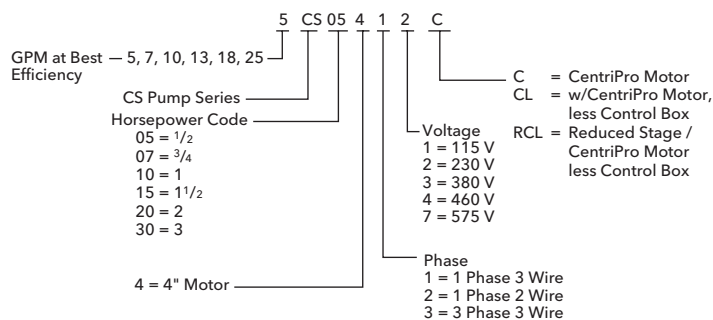 5 CS 05 4 1 2 C
GPM at Best — 5, 7, 10, 13, 18, 25
Efficiency
CS Pump Series
Horsepower Code
05 = 1/2
07 = 3/4
10 = 1
15 = 11/2
20 = 2
30 = 3
4 = 4" Motor
C = CentriPro Motor
CL = w/CentriPro Motor,
less Control Box
RCL = Reduced Stage /
CentriPro Motor
less Control Box
Voltage
1 = 115 V
2 = 230 V
3 = 380 V
4 = 460 V
7 = 575 V
Phase
1 = 1 Phase 3 Wire
2 = 1 Phase 2 Wire
3 = 3 Phase 3 Wire